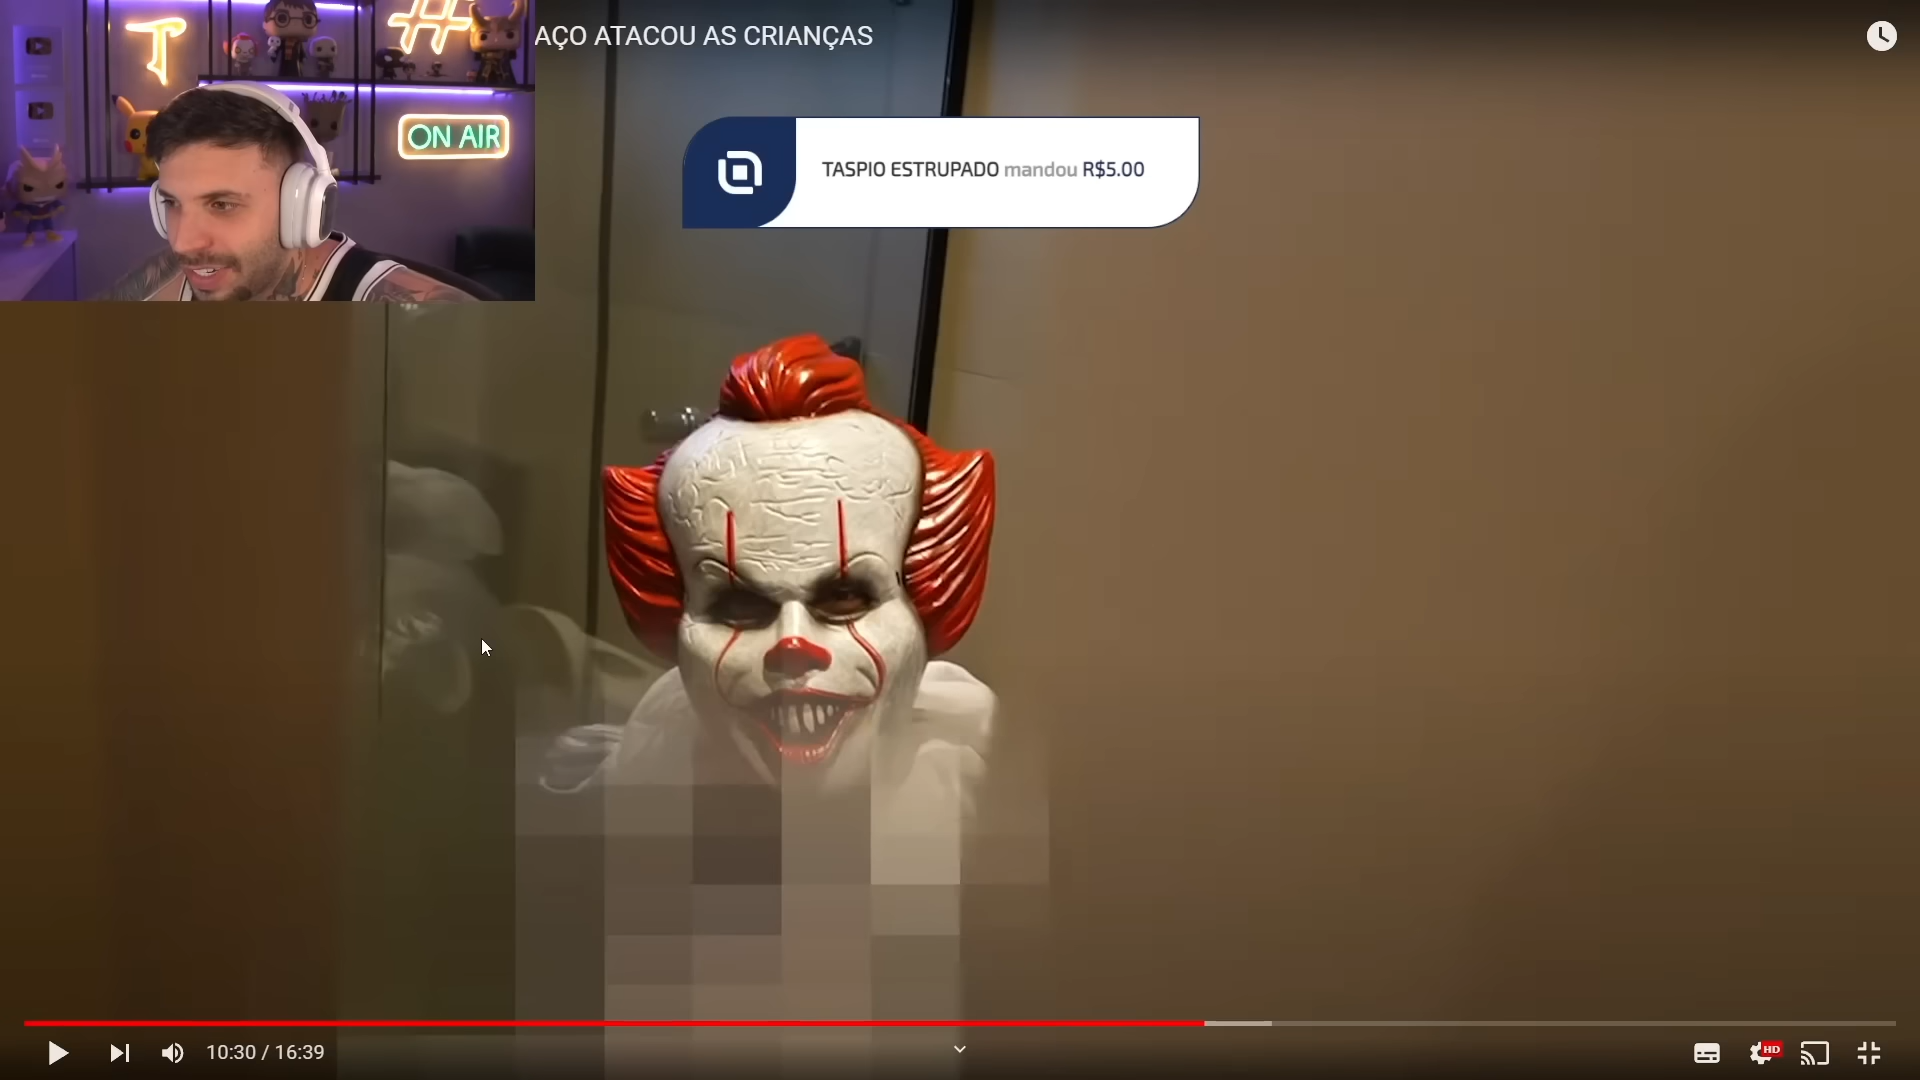 T
#
AÇO ATACOU AS CRIANÇAS
ON AIR
TASPIO ESTRUPADO mandou R$5.00
10:30 / 16:39
HD